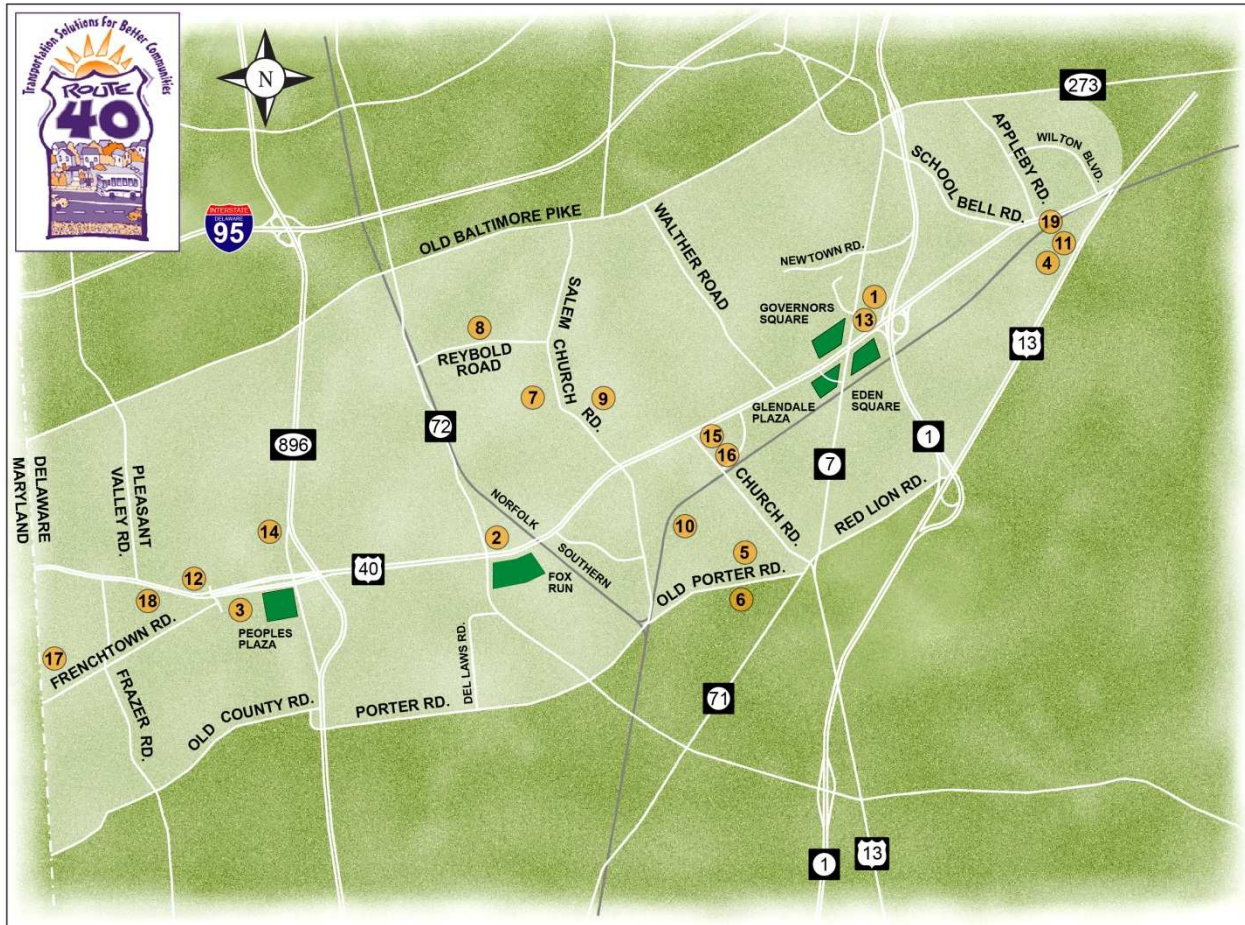 Transportation Solutions For Better Communities
ROUTE
40
N
273
WILTON BLVD.
APPLEBY RD.
SCHOOL BELL RD.
INTERSTATE
DELAWARE
95
OLD BALTIMORE PIKE
WALTHER ROAD
19
11
4
NEWTOWN RD.
SALEM CHURCH RD.
1
GOVERNORS
SQUARE
13
8
REYBOLD
ROAD
13
7
9
GLENDALE
PLAZA
EDEN
SQUARE
72
896
15
16
1
7
DELAWARE
MARYLAND
PLEASANT
VALLEY RD.
CHURCH RD.
RED LION RD.
NORFOLK
SOUTHERN
14
2
10
5
40
FOX
RUN
OLD PORTER RD.
12
18
3
6
PEOPLES
PLAZA
FRENCHTOWN RD.
17
DEL LAWS RD.
FRAZER RD.
OLD COUNTY RD.
PORTER RD.
71
1
13